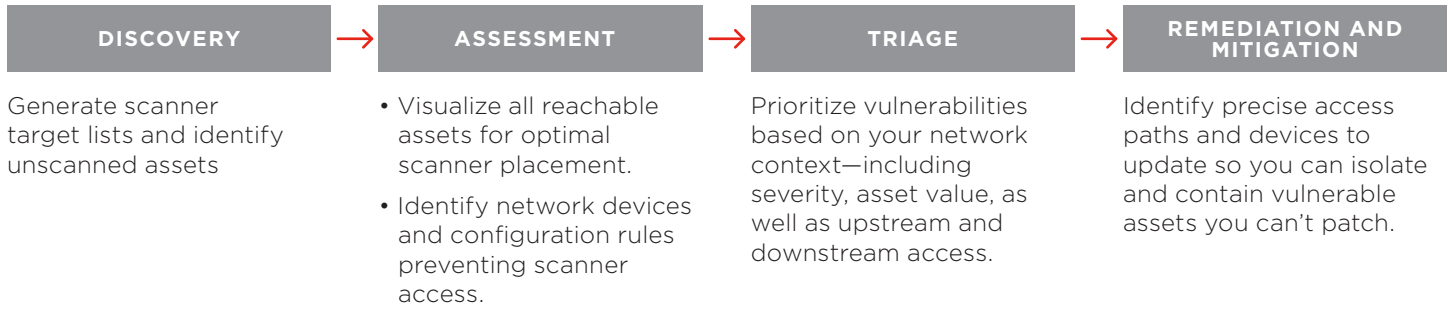 DISCOVERY
Generate scanner
target lists and identify
unscanned assets
ASSESSMENT
• Visualize all reachable
assets for optimal
scanner placement.
• Identify network devices
and configuration rules
preventing scanner
access.
TRIAGE
Prioritize vulnerabilities
based on your network
context—including
severity, asset value, as
well as upstream and
downstream access.
REMEDIATION AND
MITIGATION
Identify precise access
paths and devices to
update so you can isolate
and contain vulnerable
assets you can’t patch.